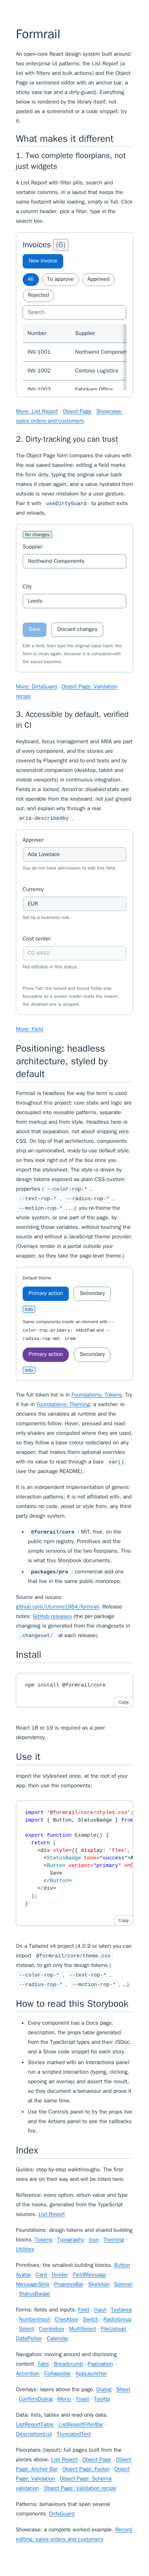 Formrail
An open-core React design system built around
two enterprise UI patterns: the List Report (a
list with filters and bulk actions) and the Object
Page (a sectioned editor with an anchor bar, a
sticky save bar and a dirty-guard). Everything
below is rendered by the library itself, not
pasted as a screenshot or a code snippet: try
it.
What makes it different
1. Two complete floorplans, not
just widgets
A List Report with filter pills, search and
sortable columns, in a layout that keeps the
same footprint while loading, empty or full. Click
a column header, pick a filter, type in the
search box.
Invoices (6)
New invoice
All To approve Approved
Rejected
Search
Number Supplier
INV-1001 Northwind Componen
INV-1002 Contoso Logistics
INV-1003 Fabrikam Office
More: List Report · Object Page · Showcase:
sales orders and customers
2. Dirty-tracking you can trust
The Object Page form compares the values with
the real saved baseline: editing a field marks
the form dirty, typing the original value back
makes it clean again, and a value hydrated from
outside is never mistaken for a user gesture.
Pair it with useDirtyGuard to protect exits
and reloads.
No changes
Supplier
Northwind Components
City
Leeds
Save Discard changes
Edit a field, then type the original value back: the
form is clean again, because it is compared with
the saved baseline.
More: DirtyGuard · Object Page: Validation
recipe
3. Accessible by default, verified
in CI
Keyboard, focus management and ARIA are part
of every component, and the stories are
covered by Playwright end-to-end tests and by
screenshot comparisons (desktop, tablet and
mobile viewports) in continuous integration.
Fields in a locked, forced or disabled state are
not operable from the keyboard, not just greyed
out, and explain why through a real
aria-describedby.
Approver
Ada Lovelace
You do not have permission to edit this field.
Currency
EUR
Set by a business rule.
Cost center
CC-4410
Not editable in this status.
Press Tab: the locked and forced fields stay
focusable so a screen reader reads the reason;
the disabled one is skipped.
More: Field
Positioning: headless
architecture, styled by
default
Formrail is headless the way the term is used
throughout this project: core state and logic are
decoupled into reusable patterns, separate
from markup and from style. Headless here is
about that separation, not about shipping zero
CSS. On top of that architecture, components
ship an opinionated, ready-to-use default style,
so they look right out of the box once you
import the stylesheet. The style is built on
design tokens exposed as plain CSS custom
properties ( --color-rop-* ,
--text-rop-* , --radius-rop-* ,
--motion-rop-* , …): you re-theme the
whole system, or one part of the page, by
overriding those variables, without touching the
markup and without a JavaScript theme provider.
(Overlays render in a portal outside your
wrapper, so they take the page-level theme.)
Default theme
Primary action Secondary
Info
Same components inside an element with --
color-rop-primary: #6b3fa0 and --
radius-rop-md: 1rem
Primary action Secondary
Info
The full token list is in Foundations: Tokens. Try
it live in Foundations: Theming: a switcher re-
declares the variables at runtime and the
components follow. Hover, pressed and read-
only shades are computed when they are used,
so they follow a base colour redeclared on any
wrapper; that makes their optional overrides
with no value to read through a bare var()
(see the package README).
It is an independent implementation of generic
interaction patterns; it is not affiliated with, and
contains no code, asset or style from, any third-
party design system.
• @formrail/core : MIT, free, on the
public npm registry. Primitives and the
simple versions of the two floorplans. This
is what this Storybook documents.
• packages/pro : commercial add-ons
that live in the same public monorepo.
Source and issues:
github.com/Utumno1984/formrail. Release
notes: GitHub releases (the per-package
changelog is generated from the changesets in
.changeset/ at each release).
Install
npm install @formrail/core
Copy
React 18 or 19 is required as a peer
dependency.
Use it
Import the stylesheet once, at the root of your
app, then use the components:
import '@formrail/core/styles.css';
import { Button, StatusBadge } from
export function Example() {
return (
<div style={{ display: 'flex',
<StatusBadge tone="success">A
<Button variant="primary" onC
Save
</Button>
</div>
);
}
Copy
On a Tailwind v4 project (4.0.9 or later) you can
import @formrail/core/theme.css
instead, to get only the design tokens (
--color-rop-* , --text-rop-* ,
--radius-rop-* , --motion-rop-* , …).
How to read this Storybook
• Every component has a Docs page:
description, the props table generated
from the TypeScript types and their JSDoc,
and a Show code snippet for each story.
• Stories marked with an Interactions panel
run a scripted interaction (typing, clicking,
opening an overlay) and assert the result,
so they document a behaviour and prove it
at the same time.
• Use the Controls panel to try the props live
and the Actions panel to see the callbacks
fire.
Index
Guides: step-by-step walkthroughs. The first
ones are on their way and will be listed here.
Reference: every option, return value and type
of the hooks, generated from the TypeScript
sources. List Report
Foundations: design tokens and shared building
blocks. Tokens · Typography · Icon · Theming
Utilities
Primitives: the smallest building blocks. Button ·
Avatar · Card · Divider · FieldMessage ·
MessageStrip · ProgressBar · Skeleton · Spinner
· StatusBadge
Forms: fields and inputs. Field · Input · Textarea
· NumberInput · Checkbox · Switch · RadioGroup
· Select · Combobox · MultiSelect · FileUpload ·
DatePicker · Calendar
Navigation: moving around and disclosing
content. Tabs · Breadcrumb · Pagination ·
Accordion · Collapsible · AppLauncher
Overlays: layers above the page. Dialog · Sheet
· ConfirmDialog · Menu · Toast · Tooltip
Data: lists, tables and read-only data.
ListReportTable · ListReportFilterBar ·
DescriptionList · TruncatedText
Floorplans (layout): full pages built from the
pieces above. List Report · Object Page · Object
Page: Anchor Bar · Object Page: Footer · Object
Page: Validation · Object Page: Schema
validation · Object Page: Validation recipe
Patterns: behaviours that span several
components. DirtyGuard
Showcase: a complete worked example. Record
editing, sales orders and customers